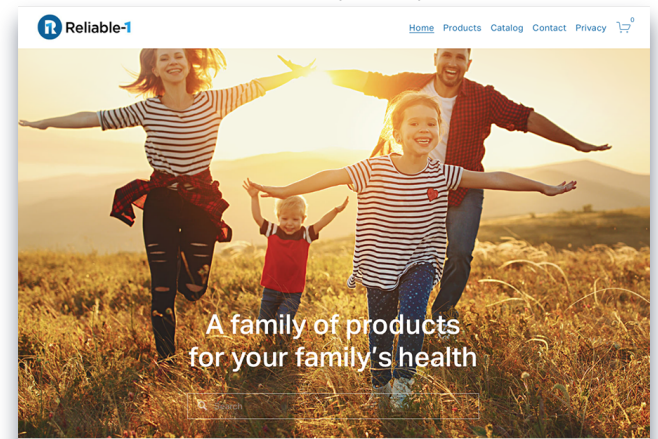 Reliable-1
Home Products Catalog Contact Privacy 0
A family of products
for your family's health
Search